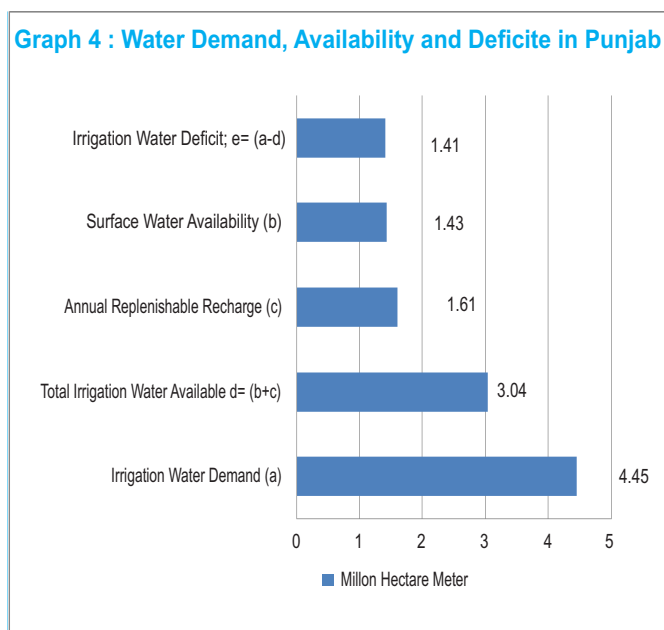 Graph 4 : Water Demand, Availability and Deficite in Punjab
Irrigation Water Deficit; e= (a-d)
1.41
Surface Water Availability (b)
1.43
Annual Replenishable Recharge (c)
1.61
Total Irrigation Water Available d= (b+c)
3.04
Irrigation Water Demand (a)
4.45
0 1 2 3 4 5
Millon Hectare Meter